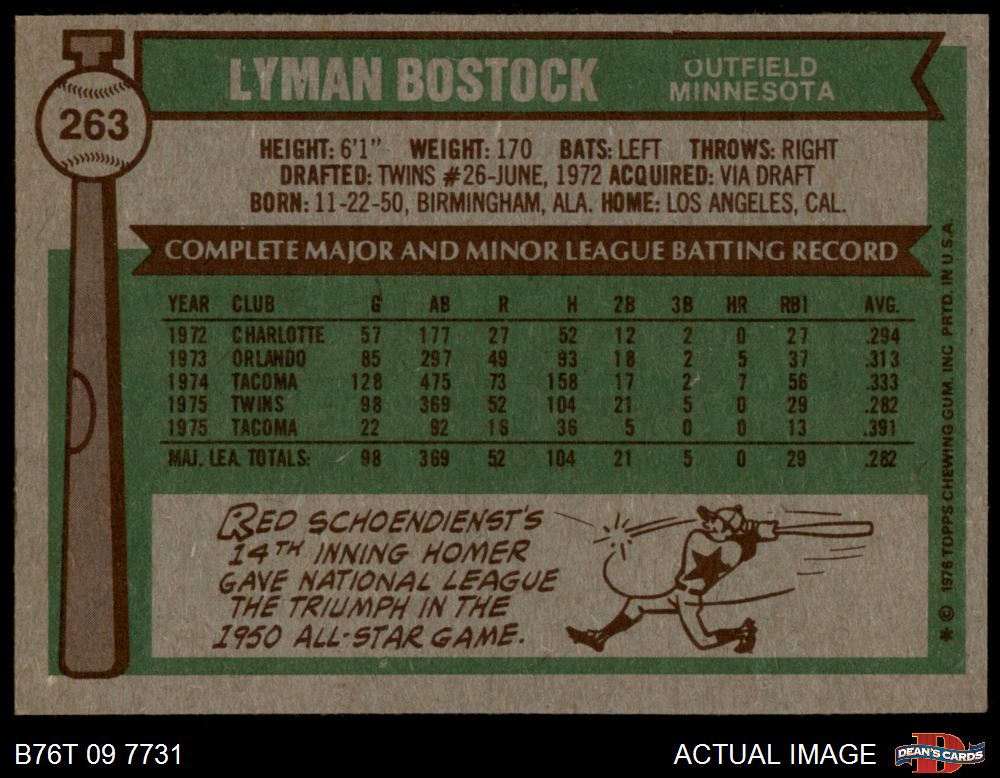 263
LYMAN BOSTOCK
OUTFIELD
MINNESOTA
HEIGHT: 6'1" WEIGHT: 170 BATS: LEFT THROWS: RIGHT
DRAFTED: TWINS #26-JUNE, 1972 ACQUIRED: VIA DRAFT
BORN: 11-22-50, BIRMINGHAM, ALA. HOME: LOS ANGELES, CAL.
COMPLETE MAJOR AND MINOR LEAGUE BATTING RECORD
YEAR CLUB G AB R H 2B 3B HR RBI AVG.
1972 CHARLOTTE 57 177 27 52 12 2 0 27 .294
1973 ORLANDO 85 297 49 93 18 2 5 37 .313
1974 TACOMA 128 475 73 158 17 2 7 56 .333
1975 TWINS 98 369 52 104 21 5 0 29 .282
1975 TACOMA 22 92 18 36 5 0 0 13 .391
MAJ. LEA. TOTALS: 98 369 52 104 21 5 0 29 .282
RED SCHOENDIENST'S
14TH INNING HOMER
GAVE NATIONAL LEAGUE
THE TRIUMPH IN THE
1950 ALL-STAR GAME.
* © 1976 TOPPS CHEWING GUM, INC. PRTD. IN U.S.A.
B76T 09 7731
ACTUAL IMAGE
D
DEAN'S CARDS